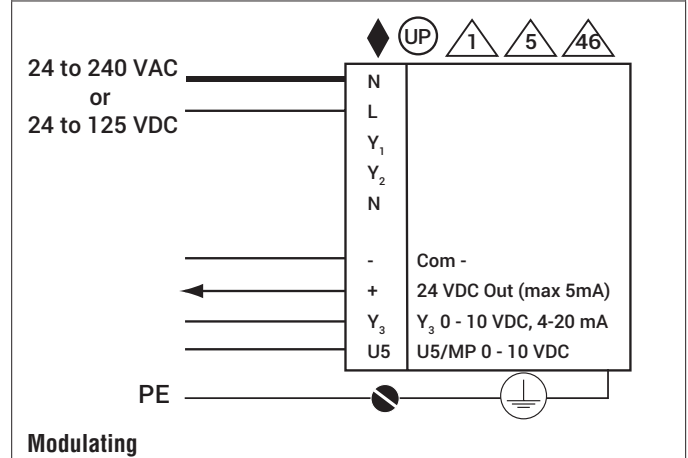 UP 1 5 46
24 to 240 VAC
or
24 to 125 VDC
N
L
Y1
Y2
N
- Com -
+ 24 VDC Out (max 5mA)
Y3 Y3 0 - 10 VDC, 4-20 mA
U5 U5/MP 0 - 10 VDC
PE
Modulating